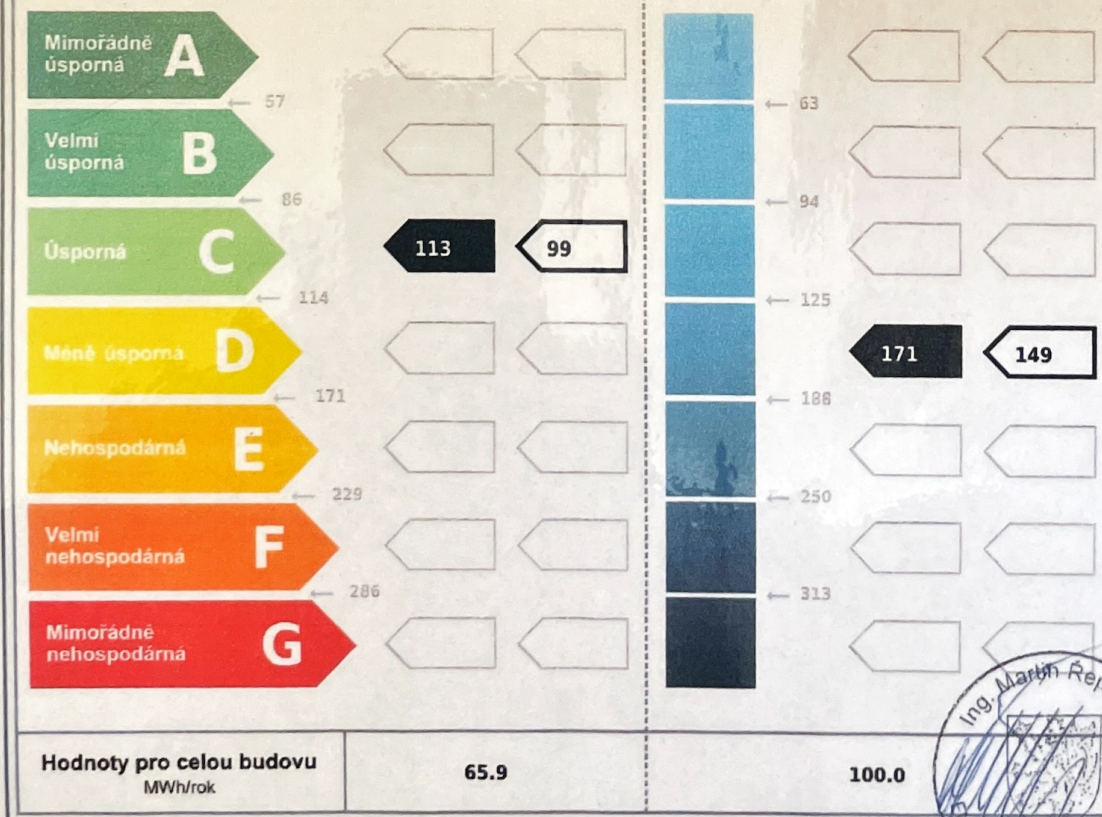 Mimořádně
úsporná A
← 57 ← 63
Velmi
úsporná B
← 86 ← 94
Úsporná C 113 99
← 114 ← 125
Méně úsporná D 171 149
← 171 ← 188
Nehospodárná E
← 229 ← 250
Velmi
nehospodárná F
← 286 ← 313
Mimořádně
nehospodárná G
Ing. Martin
Hodnoty pro celou budovu 65.9 100.0
MWh/rok